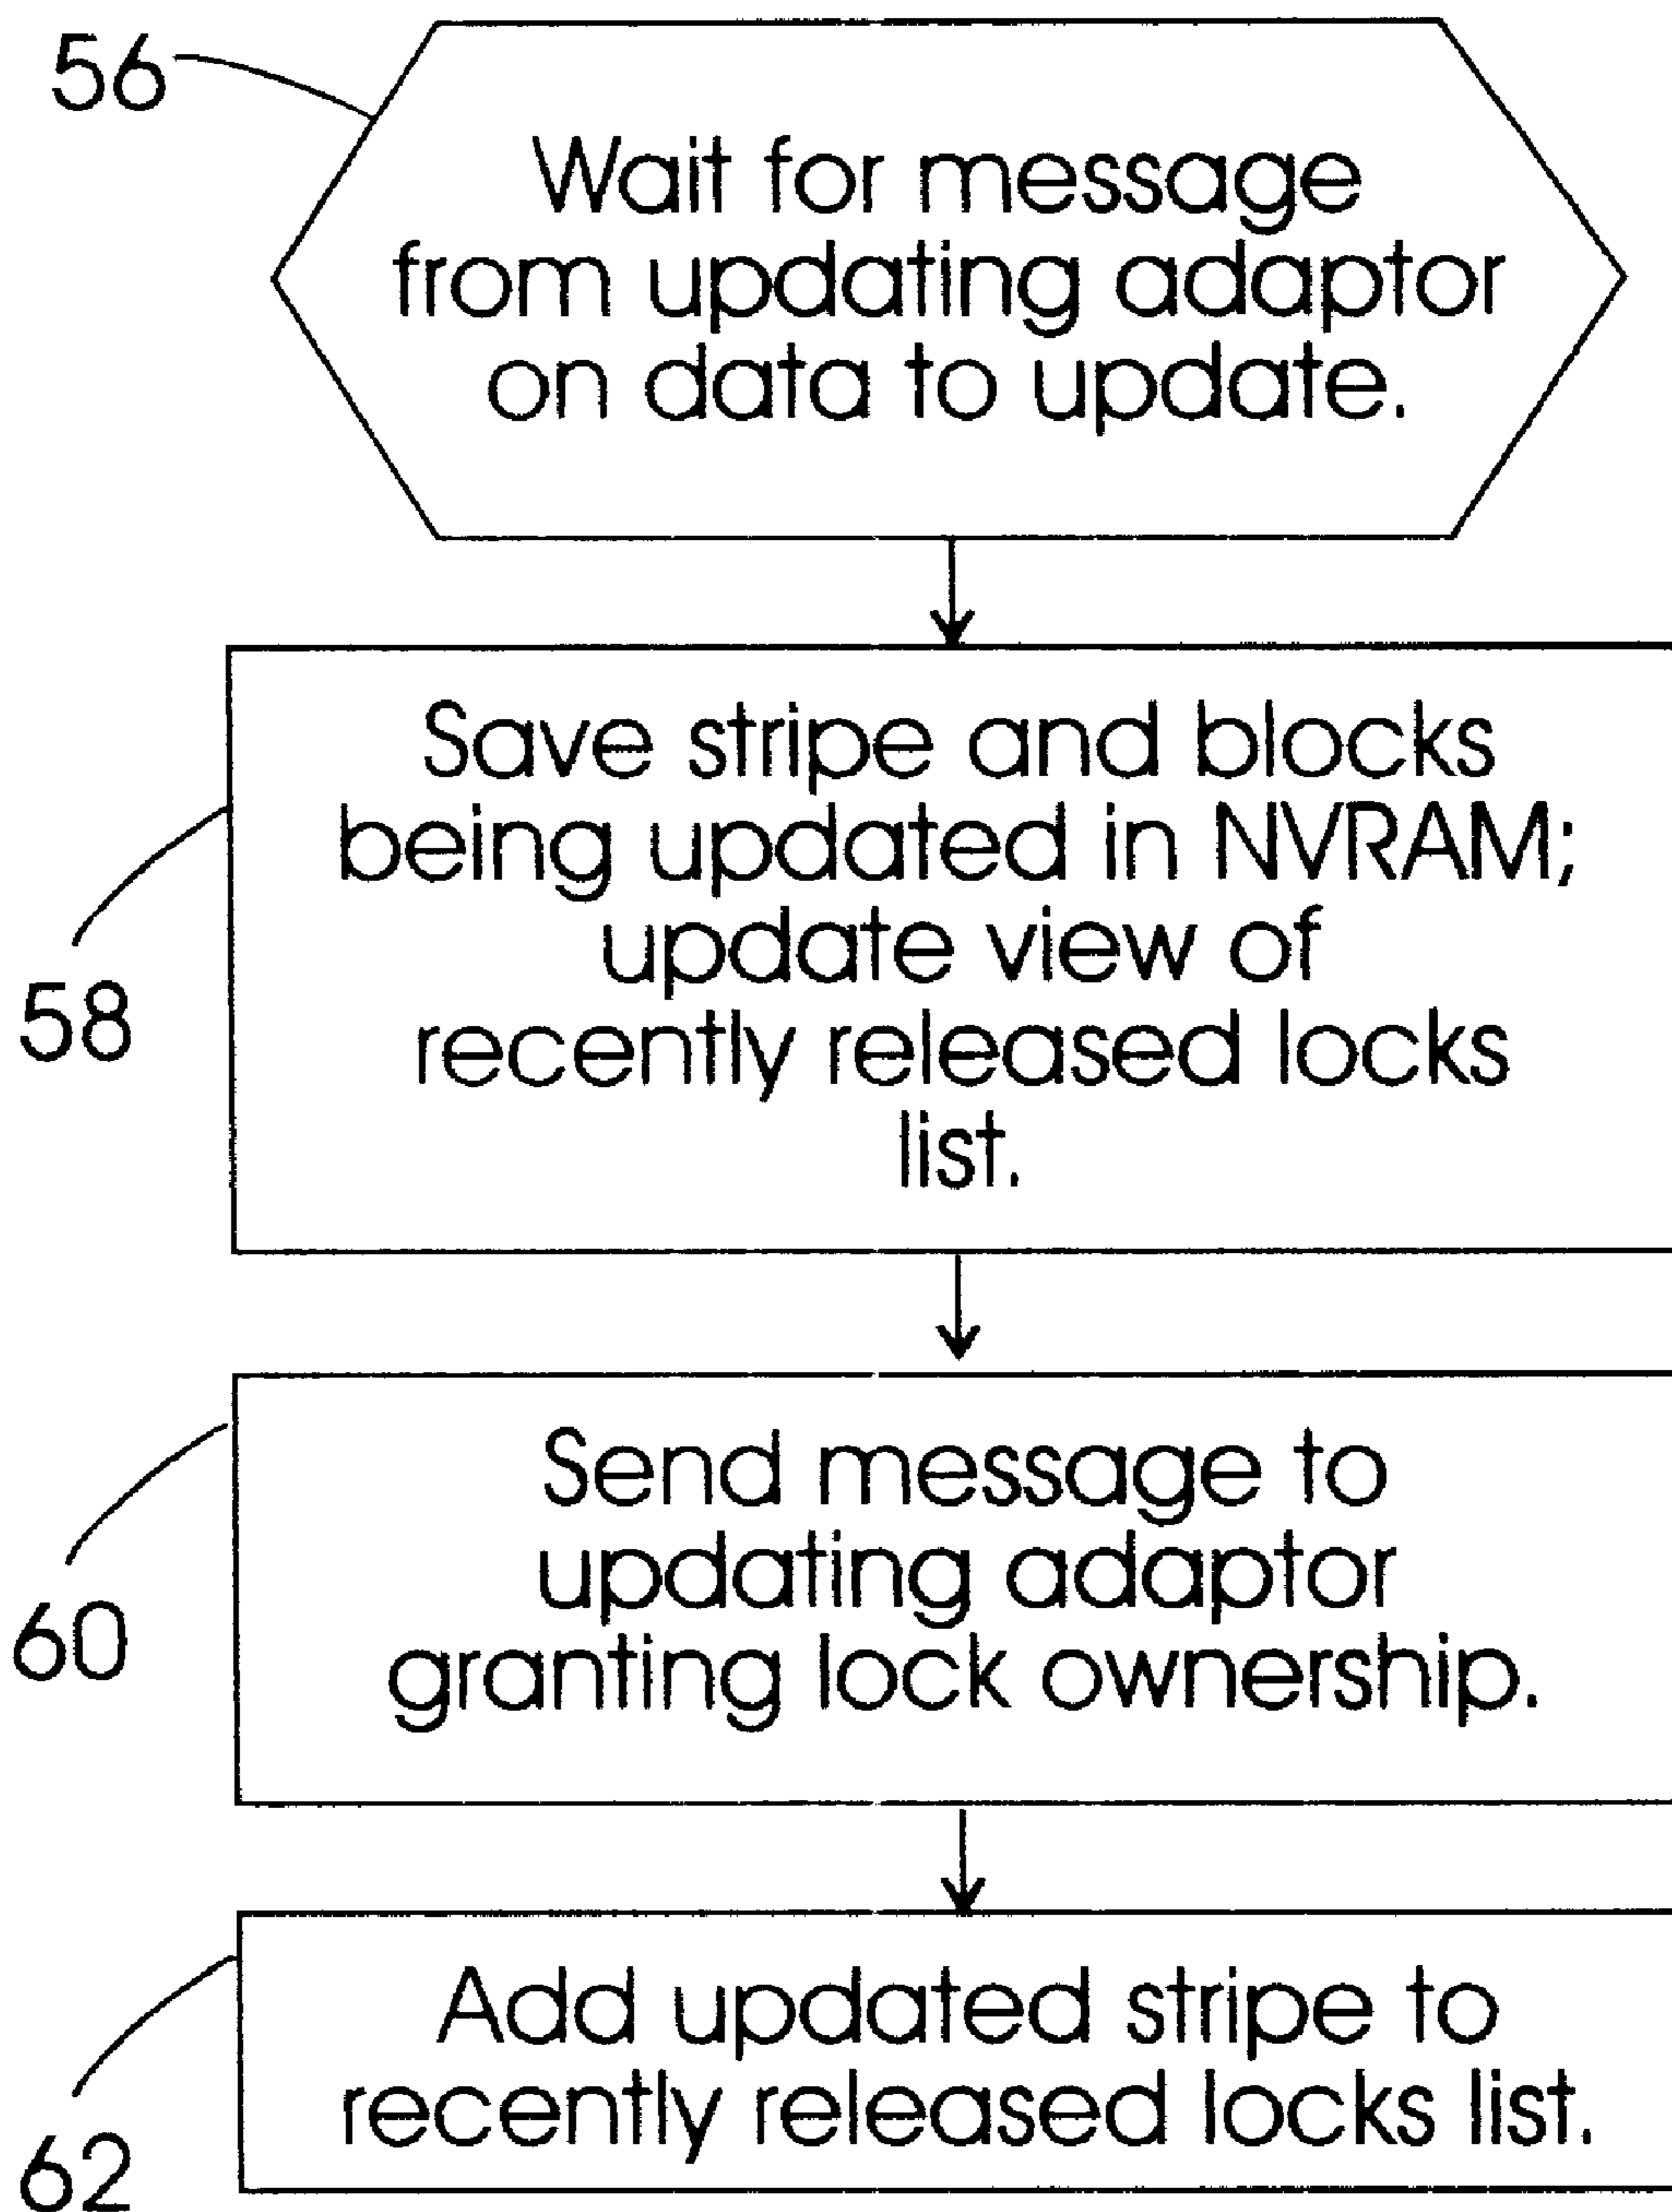 56
Wait for message
from updating adaptor
on data to update.
Save stripe and blocks
being updated in NVRAM;
update view of
recently released locks
list.
58
Send message to
updating adaptor
granting lock ownership.
60
Add updated stripe to
recently released locks list.
62